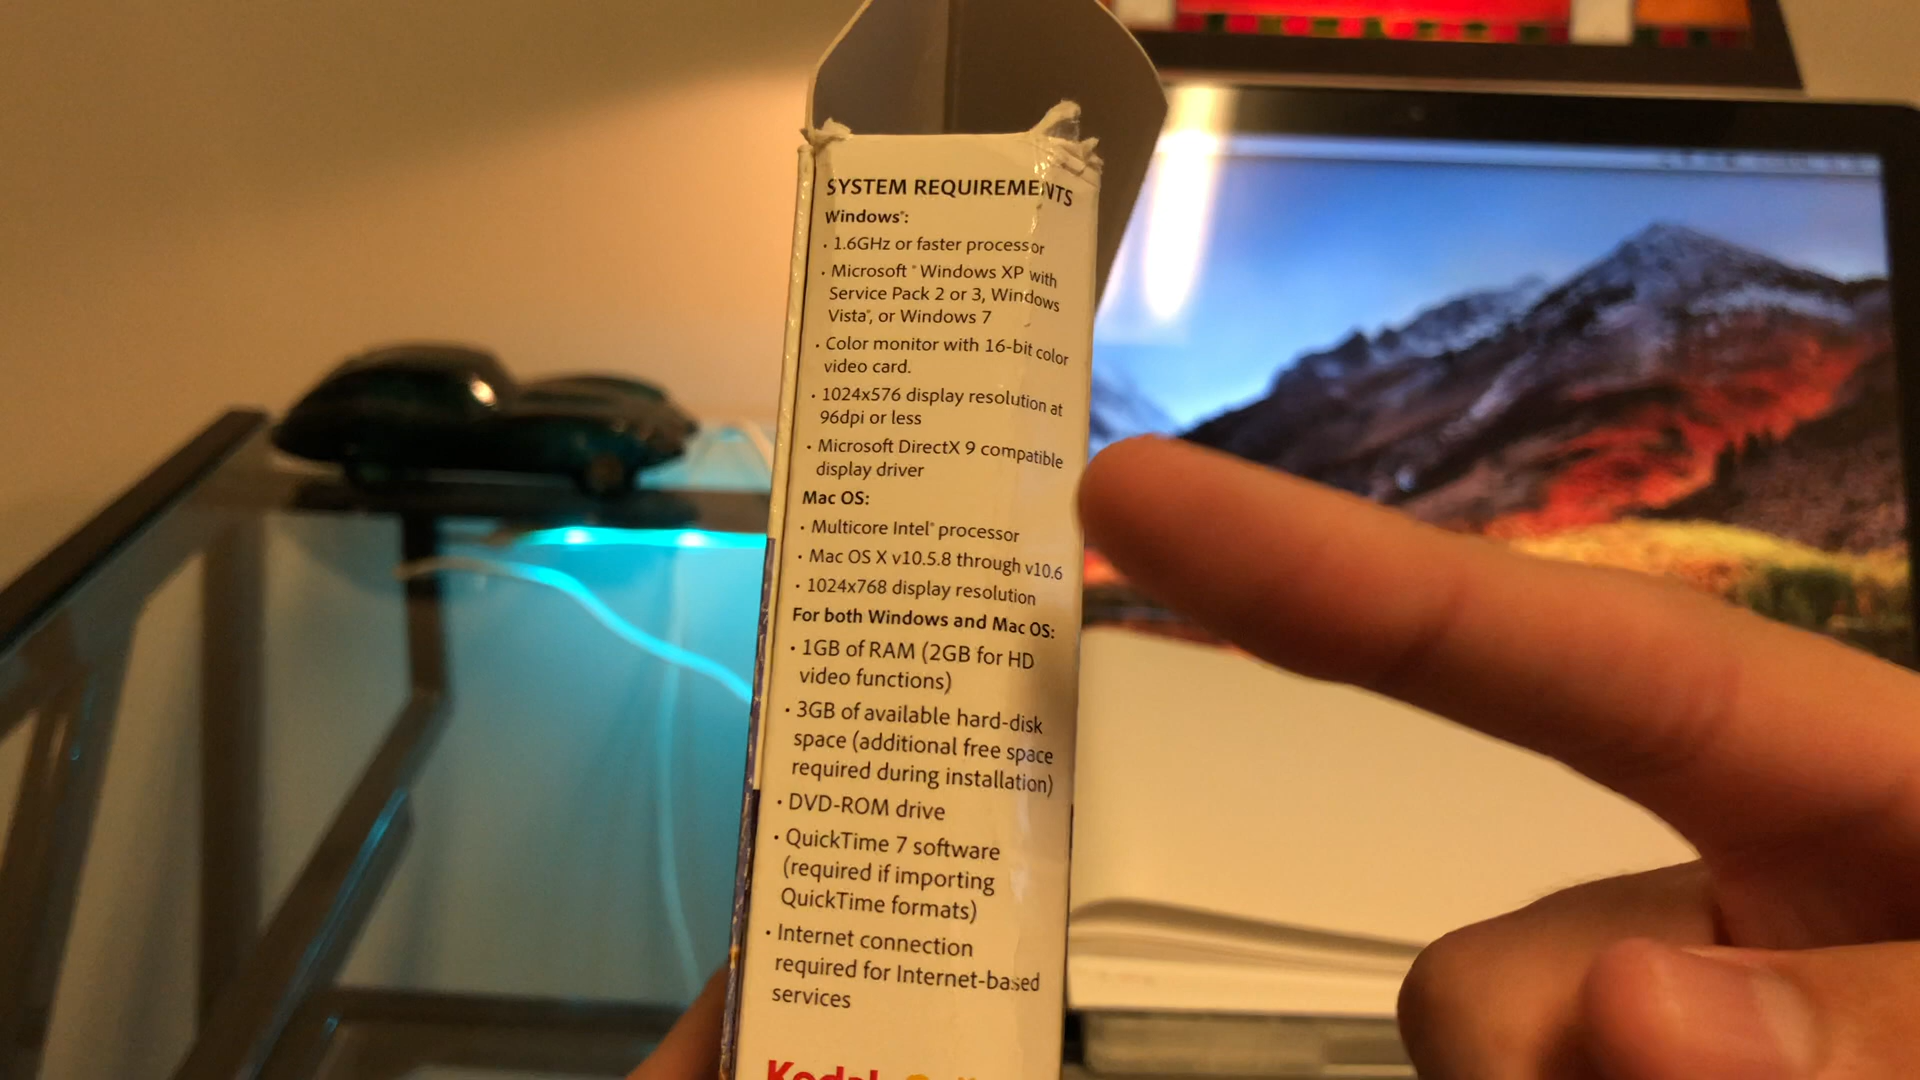 SYSTEM REQUIREMENTS
Windows®:
· 1.6GHz or faster processor
· Microsoft® Windows XP with
Service Pack 2 or 3, Windows
Vista®, or Windows 7
· Color monitor with 16-bit color
video card.
· 1024x576 display resolution at
96dpi or less
· Microsoft DirectX 9 compatible
display driver
Mac OS:
· Multicore Intel® processor
· Mac OS X v10.5.8 through v10.6
· 1024x768 display resolution
For both Windows and Mac OS:
· 1GB of RAM (2GB for HD
video functions)
· 3GB of available hard-disk
space (additional free space
required during installation)
· DVD-ROM drive
· QuickTime 7 software
(required if importing
QuickTime formats)
· Internet connection
required for Internet-based
services
Kodak